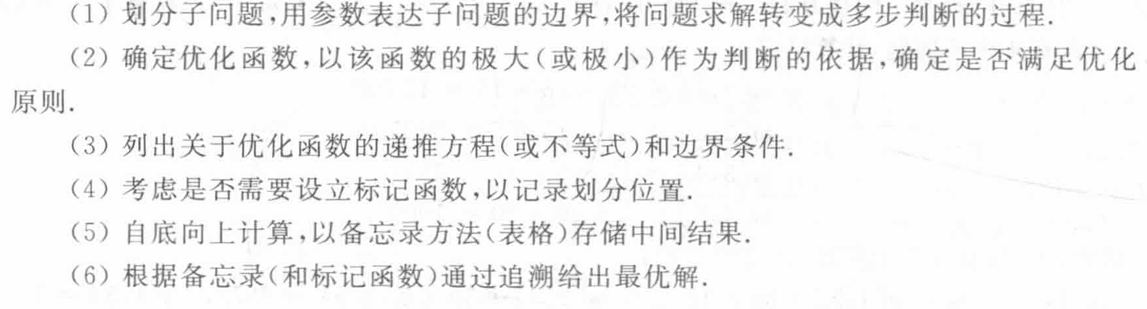 (1) 划分子问题,用参数表达子问题的边界,将问题求解转变成多步判断的过程.
(2) 确定优化函数,以该函数的极大(或极小)作为判断的依据,确定是否满足优化
原则.
(3) 列出关于优化函数的递推方程(或不等式)和边界条件.
(4) 考虑是否需要设立标记函数,以记录划分位置.
(5) 自底向上计算,以备忘录方法(表格)存储中间结果.
(6) 根据备忘录(和标记函数)通过追溯给出最优解.